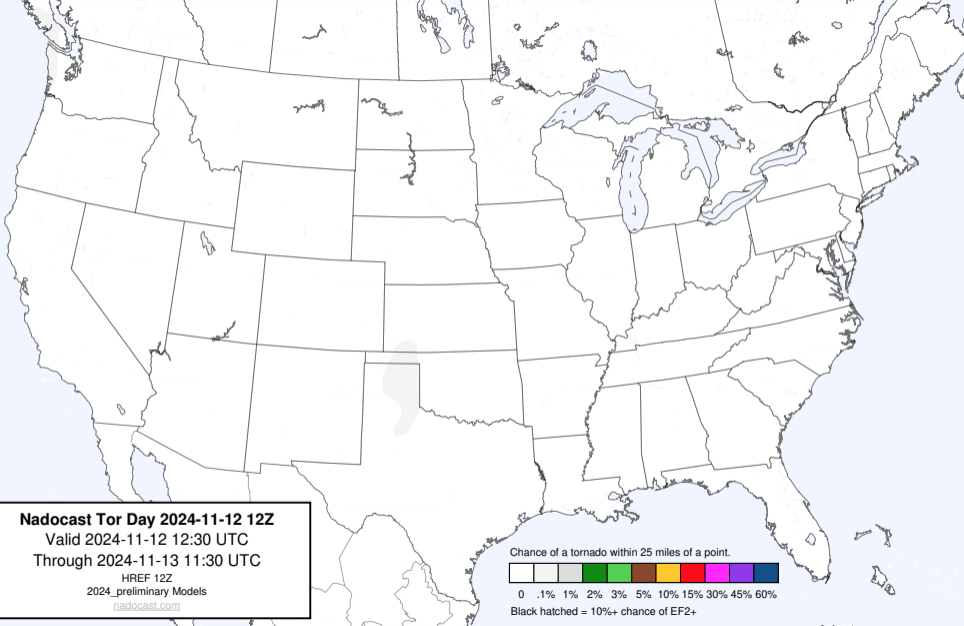 Nadocast Tor Day 2024-11-12 12Z
Valid 2024-11-12 12:30 UTC
Through 2024-11-13 11:30 UTC
HREF 12Z
2024_preliminary Models
nadocast.com
Chance of a tornado within 25 miles of a point.
0 .1% 1% 2% 3% 5% 10% 15% 30% 45% 60%
Black hatched = 10%+ chance of EF2+